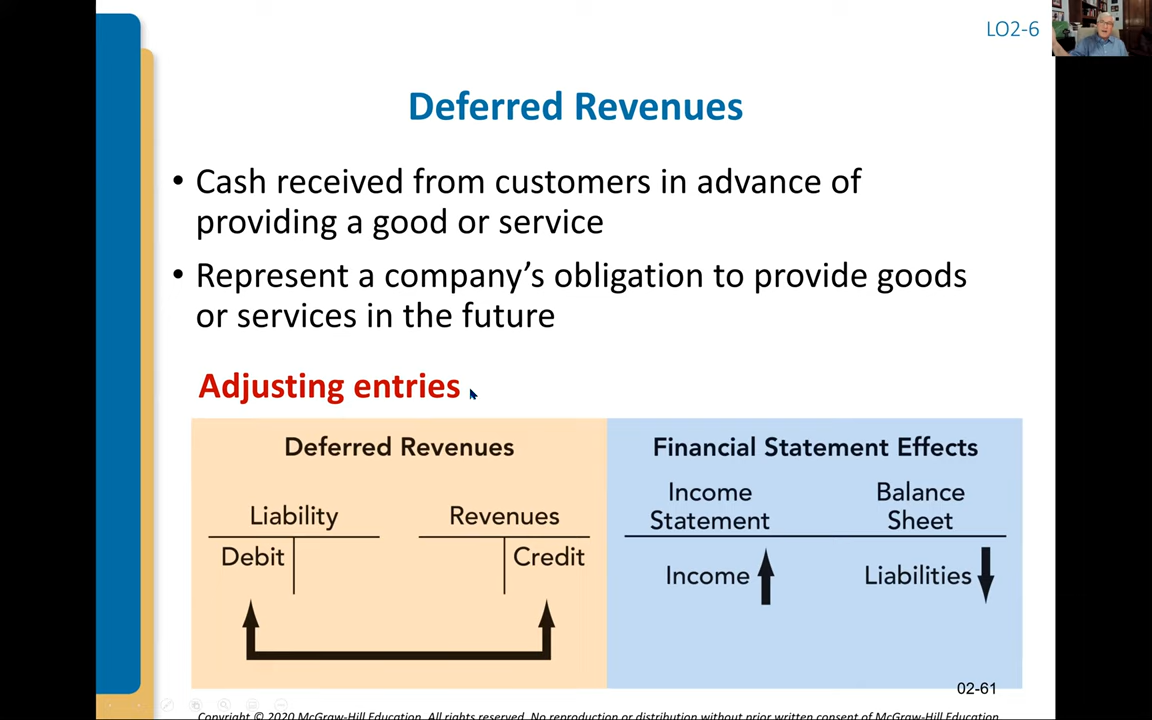 LO2-6
Deferred Revenues
• Cash received from customers in advance of
providing a good or service
• Represent a company’s obligation to provide goods
or services in the future
Adjusting entries
Deferred Revenues
Liability
Revenues
Debit
Credit
Financial Statement Effects
Income
Statement
Balance
Sheet
Income
Liabilities
02-61
Copyright © 2020 McGraw-Hill Education. All rights reserved. No reproduction or distribution without prior written consent of McGraw-Hill Education.